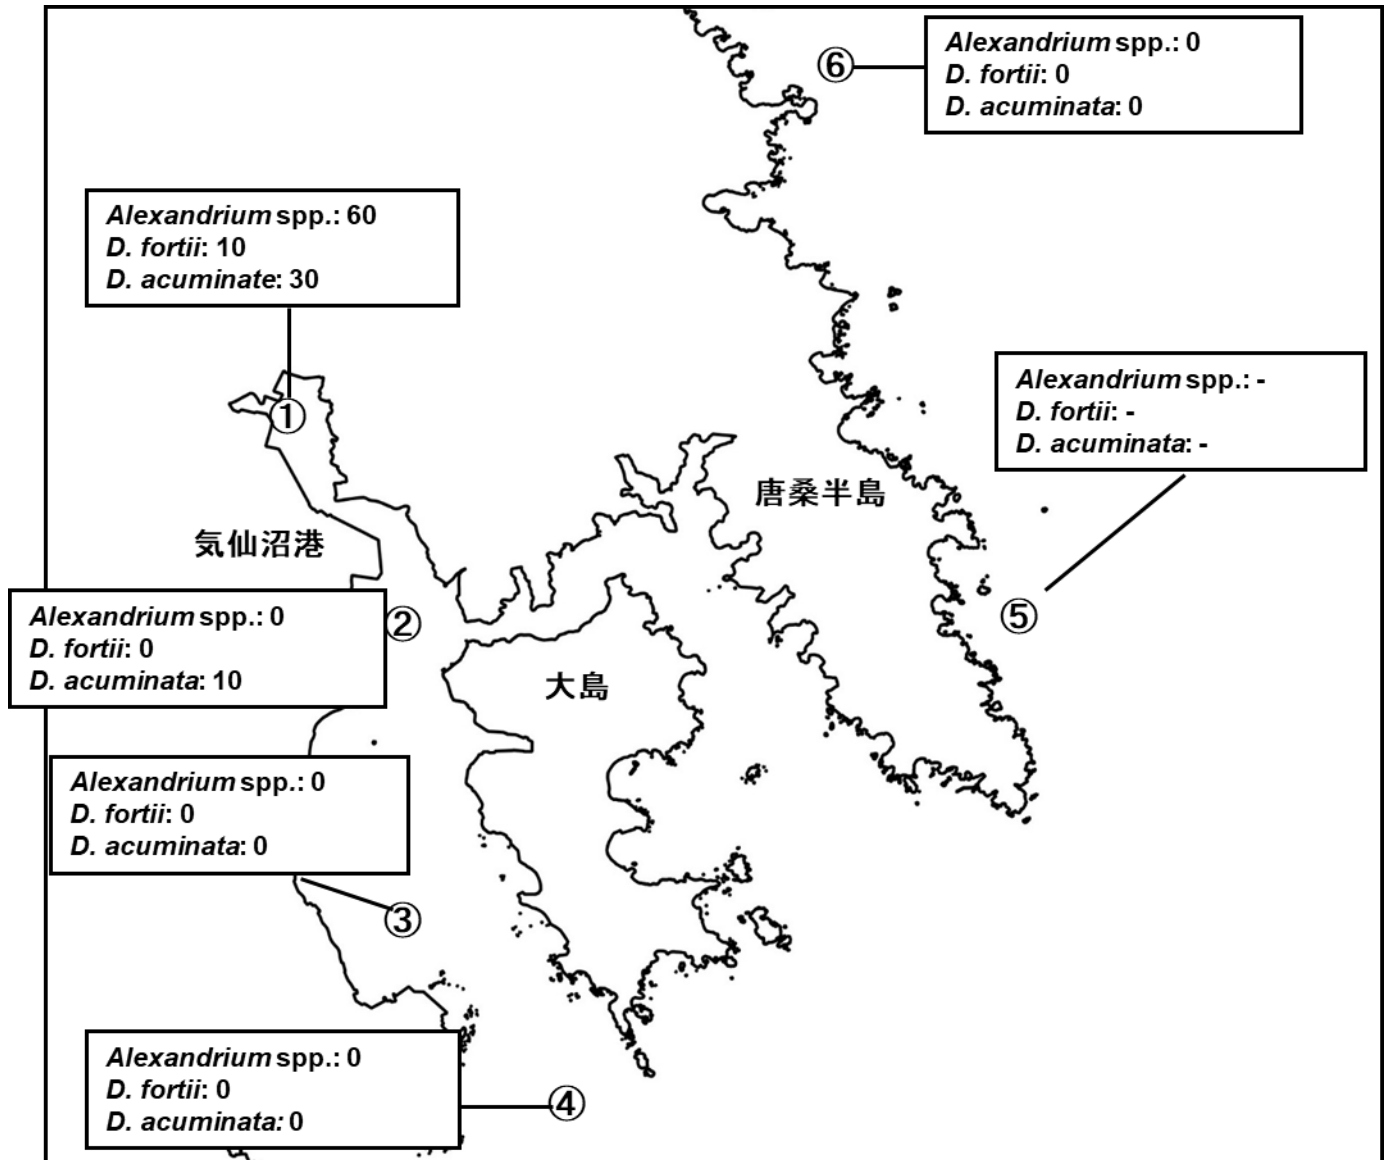 ⑥
Alexandrium spp.: 0
D. fortii: 0
D. acuminata: 0
Alexandrium spp.: 60
D. fortii: 10
D. acuminate: 30
①
Alexandrium spp.: -
D. fortii: -
D. acuminata: -
唐桑半島
気仙沼港
Alexandrium spp.: 0
D. fortii: 0
D. acuminata: 10
②
⑤
大島
Alexandrium spp.: 0
D. fortii: 0
D. acuminata: 0
③
Alexandrium spp.: 0
D. fortii: 0
D. acuminata: 0
④